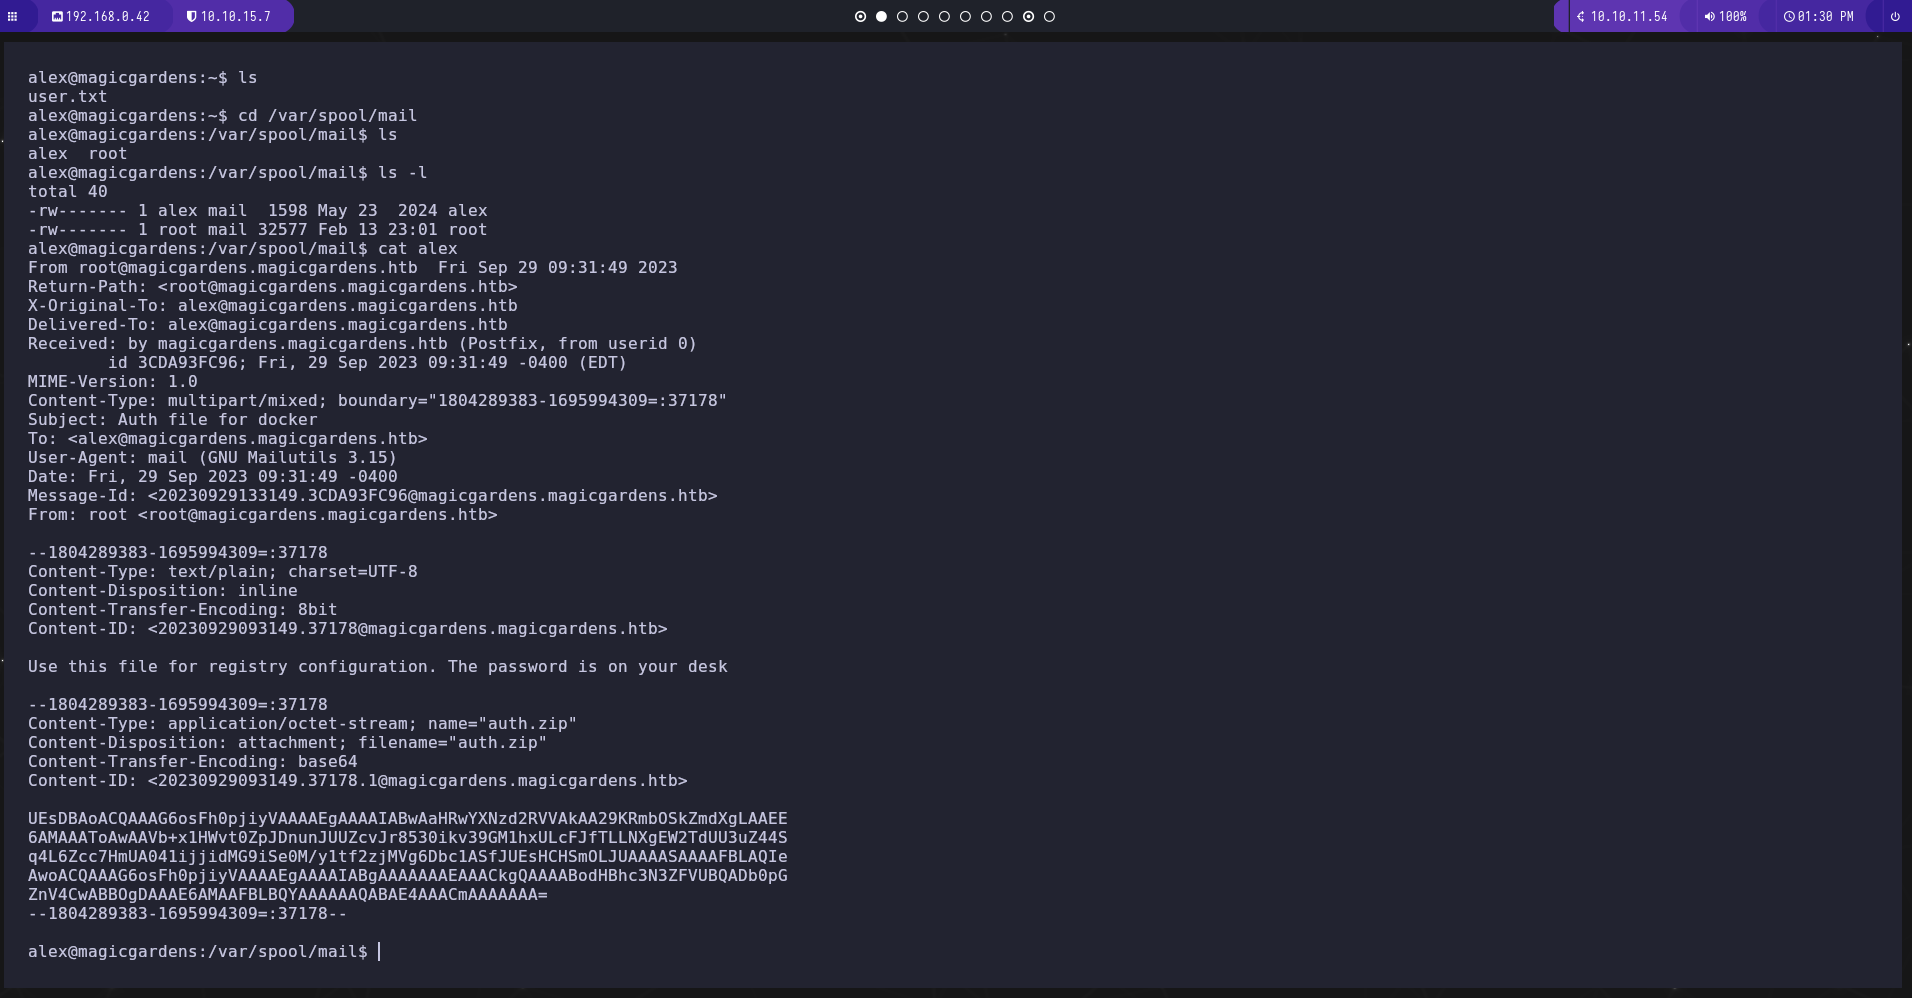 192.168.0.42 10.10.15.7 10.10.11.54 100% 01:30 PM
alex@magicgardens:~$ ls
user.txt
alex@magicgardens:~$ cd /var/spool/mail
alex@magicgardens:/var/spool/mail$ ls
alex  root
alex@magicgardens:/var/spool/mail$ ls -l
total 40
-rw------- 1 alex mail  1598 May 23  2024 alex
-rw------- 1 root mail 32577 Feb 13 23:01 root
alex@magicgardens:/var/spool/mail$ cat alex
From root@magicgardens.magicgardens.htb  Fri Sep 29 09:31:49 2023
Return-Path: <root@magicgardens.magicgardens.htb>
X-Original-To: alex@magicgardens.magicgardens.htb
Delivered-To: alex@magicgardens.magicgardens.htb
Received: by magicgardens.magicgardens.htb (Postfix, from userid 0)
        id 3CDA93FC96; Fri, 29 Sep 2023 09:31:49 -0400 (EDT)
MIME-Version: 1.0
Content-Type: multipart/mixed; boundary="1804289383-1695994309=:37178"
Subject: Auth file for docker
To: <alex@magicgardens.magicgardens.htb>
User-Agent: mail (GNU Mailutils 3.15)
Date: Fri, 29 Sep 2023 09:31:49 -0400
Message-Id: <20230929133149.3CDA93FC96@magicgardens.magicgardens.htb>
From: root <root@magicgardens.magicgardens.htb>
--1804289383-1695994309=:37178
Content-Type: text/plain; charset=UTF-8
Content-Disposition: inline
Content-Transfer-Encoding: 8bit
Content-ID: <20230929093149.37178@magicgardens.magicgardens.htb>
Use this file for registry configuration. The password is on your desk
--1804289383-1695994309=:37178
Content-Type: application/octet-stream; name="auth.zip"
Content-Disposition: attachment; filename="auth.zip"
Content-Transfer-Encoding: base64
Content-ID: <20230929093149.37178.1@magicgardens.magicgardens.htb>
UEsDBAoACQAAAG6osFh0pjiyVAAAAEgAAAAIABwAaHRwYXNzd2RVVAkAA29KRmbOSkZmdXgLAAEE
6AMAAAToAwAAVb+x1HWvt0ZpJDnunJUUZcvJr8530ikv39GM1hxULcFJfTLLNXgEW2TdUU3uZ44S
q4L6Zcc7HmUA041ijjidMG9iSe0M/y1tf2zjMVg6Dbc1ASfJUEsHCHSmOLJUAAAASAAAAFBLAQIe
AwoACQAAAG6osFh0pjiyVAAAAEgAAAAIABgAAAAAAAEAAACkgQAAAABodHBhc3N3ZFVUBQADb0pG
ZnV4CwABBOgDAAAE6AMAAFBLBQYAAAAAAQABAE4AAACmAAAAAAA=
--1804289383-1695994309=:37178--
alex@magicgardens:/var/spool/mail$